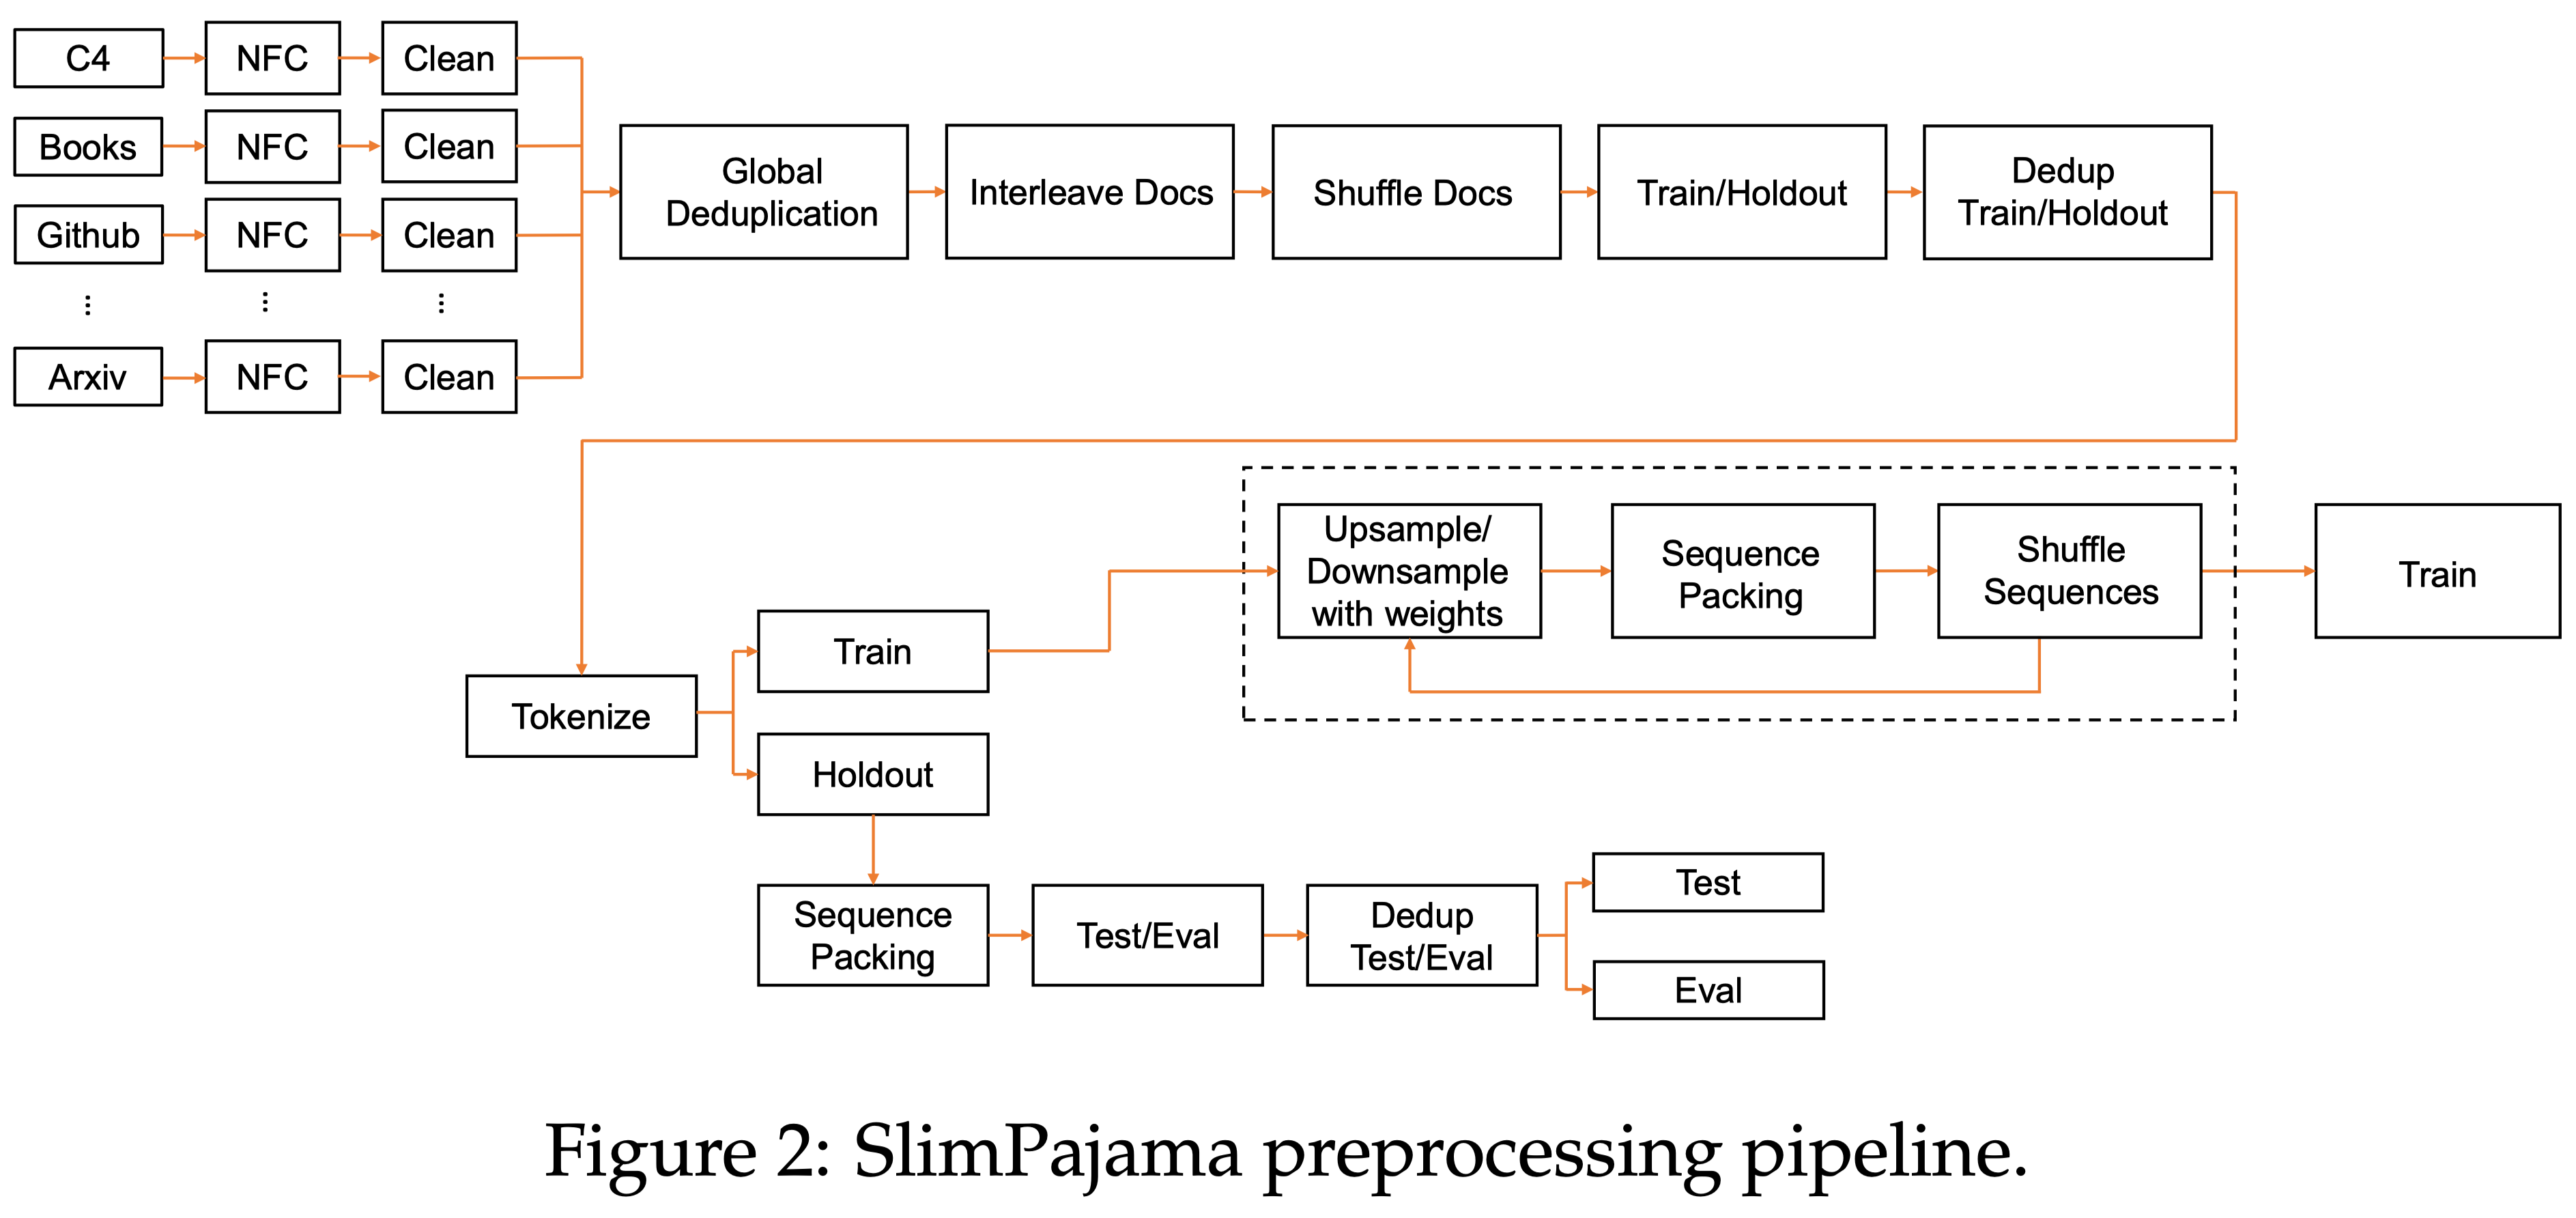 C4
NFC
Clean
Books
NFC
Clean
Github
NFC
Clean
...
...
...
Arxiv
NFC
Clean
Global
Deduplication
Interleave Docs
Shuffle Docs
Train/Holdout
Dedup
Train/Holdout
Tokenize
Train
Holdout
Upsample/
Downsample
with weights
Sequence
Packing
Shuffle
Sequences
Train
Sequence
Packing
Test/Eval
Dedup
Test/Eval
Test
Eval
Figure 2: SlimPajama preprocessing pipeline.